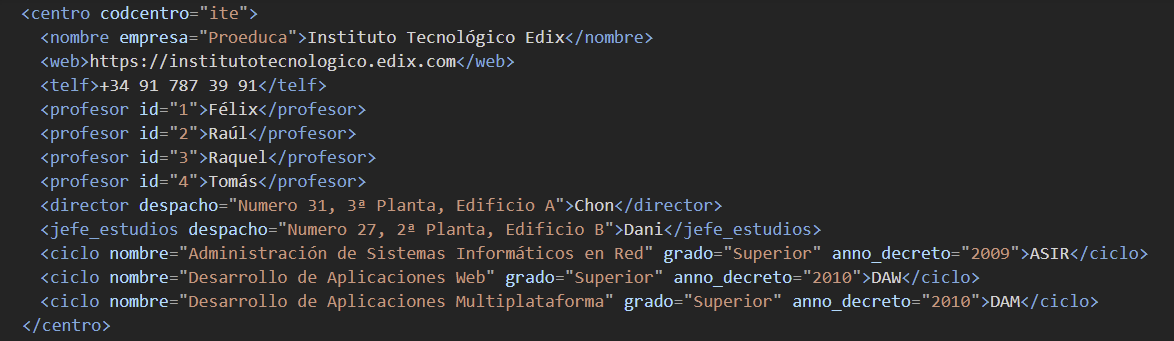 <centro codcentro="ite">
<nombre empresa="Proeduca">Instituto Tecnológico Edix</nombre>
<web>https://institutotecnologico.edix.com</web>
<telf>+34 91 787 39 91</telf>
<profesor id="1">Félix</profesor>
<profesor id="2">Raúl</profesor>
<profesor id="3">Raquel</profesor>
<profesor id="4">Tomás</profesor>
<director despacho="Numero 31, 3ª Planta, Edificio A">Chon</director>
<jefe_estudios despacho="Numero 27, 2ª Planta, Edificio B">Dani</jefe_estudios>
<ciclo nombre="Administración de Sistemas Informáticos en Red" grado="Superior" anno_decreto="2009">ASIR</ciclo>
<ciclo nombre="Desarrollo de Aplicaciones Web" grado="Superior" anno_decreto="2010">DAW</ciclo>
<ciclo nombre="Desarrollo de Aplicaciones Multiplataforma" grado="Superior" anno_decreto="2010">DAM</ciclo>
</centro>